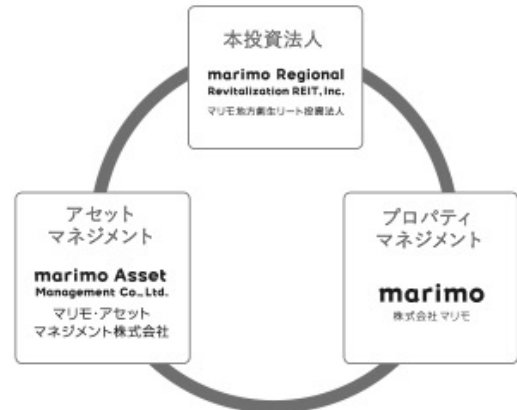 本投資法人
marimo Regional
Revitalization REIT, Inc.
マリモ地方創生リート投資法人
アセット
マネジメント
marimo Asset
Management Co., Ltd.
マリモ・アセット
マネジメント株式会社
プロパティ
マネジメント
marimo
株式会社 マリモ